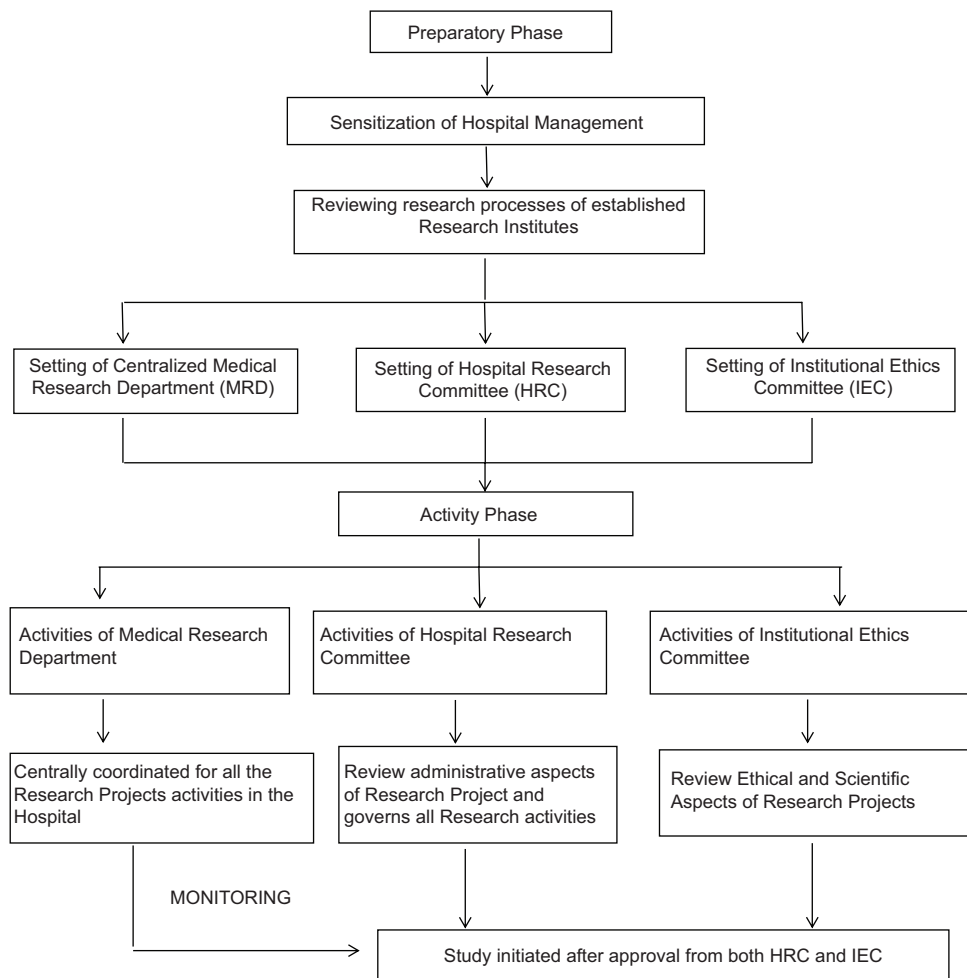 Preparatory Phase
Sensitization of Hospital Management
Reviewing research processes of established
Research Institutes
Setting of Centralized Medical
Research Department (MRD)
Setting of Hospital Research
Committee (HRC)
Setting of Institutional Ethics
Committee (IEC)
Activity Phase
Activities of Medical Research
Department
Activities of Hospital Research
Committee
Activities of Institutional Ethics
Committee
Centrally coordinated for all the
Research Projects activities in the
Hospital
Review administrative aspects
of Research Project and
governs all Research activities
Review Ethical and Scientific
Aspects of Research Projects
MONITORING
Study initiated after approval from both HRC and IEC